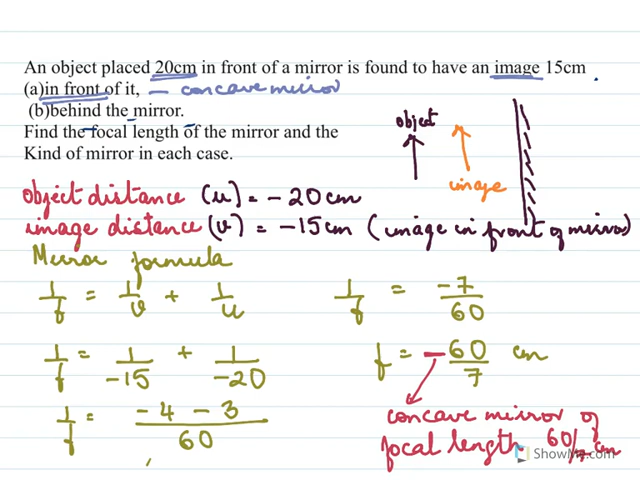 An object placed 20cm in front of a mirror is found to have an image 15cm .
(a)in front of it, — concave mirror
(b)behind the mirror.
Find the focal length of the mirror and the
Kind of mirror in each case.
object
image
object distance (u) = - 20 cm
image distance (v) = - 15 cm ( image in front of mirror)
Mirror formula
1/f = 1/v + 1/u
1/f = 1/-15 + 1/-20
1/f = - 4 - 3 / 60
1/f = -7/60
f = - 60/7 cm
concave mirror of
focal length 60/7 cm
ShowMe.com